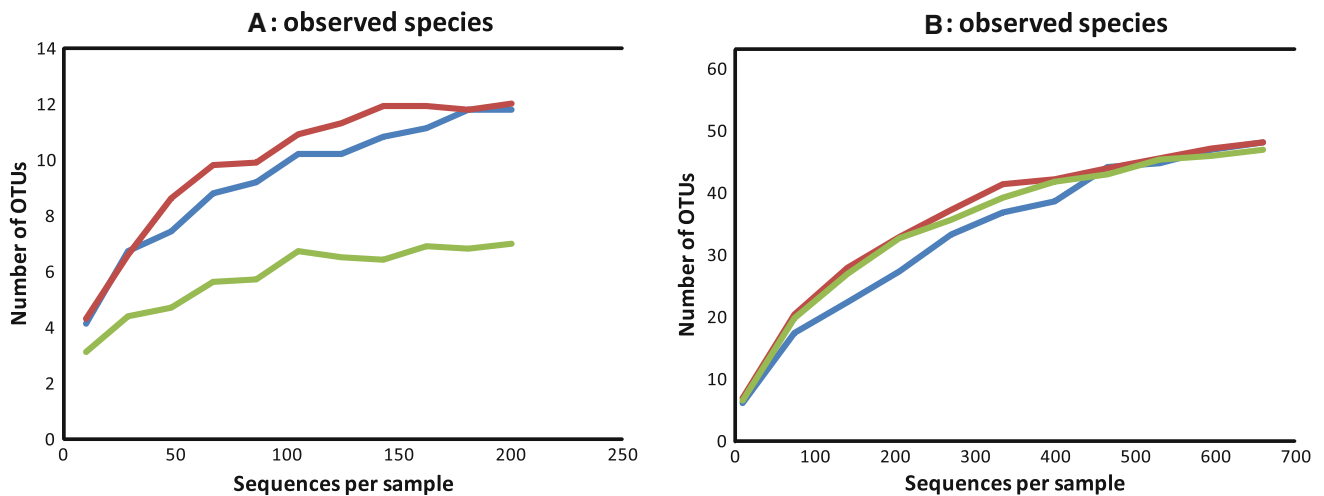 A: observed species
14
12
10
8
6
4
2
0
Number of OTUs
0 50 100 150 200 250
Sequences per sample
B: observed species
60
50
40
30
20
10
0
Number of OTUs
0 100 200 300 400 500 600 700
Sequences per sample